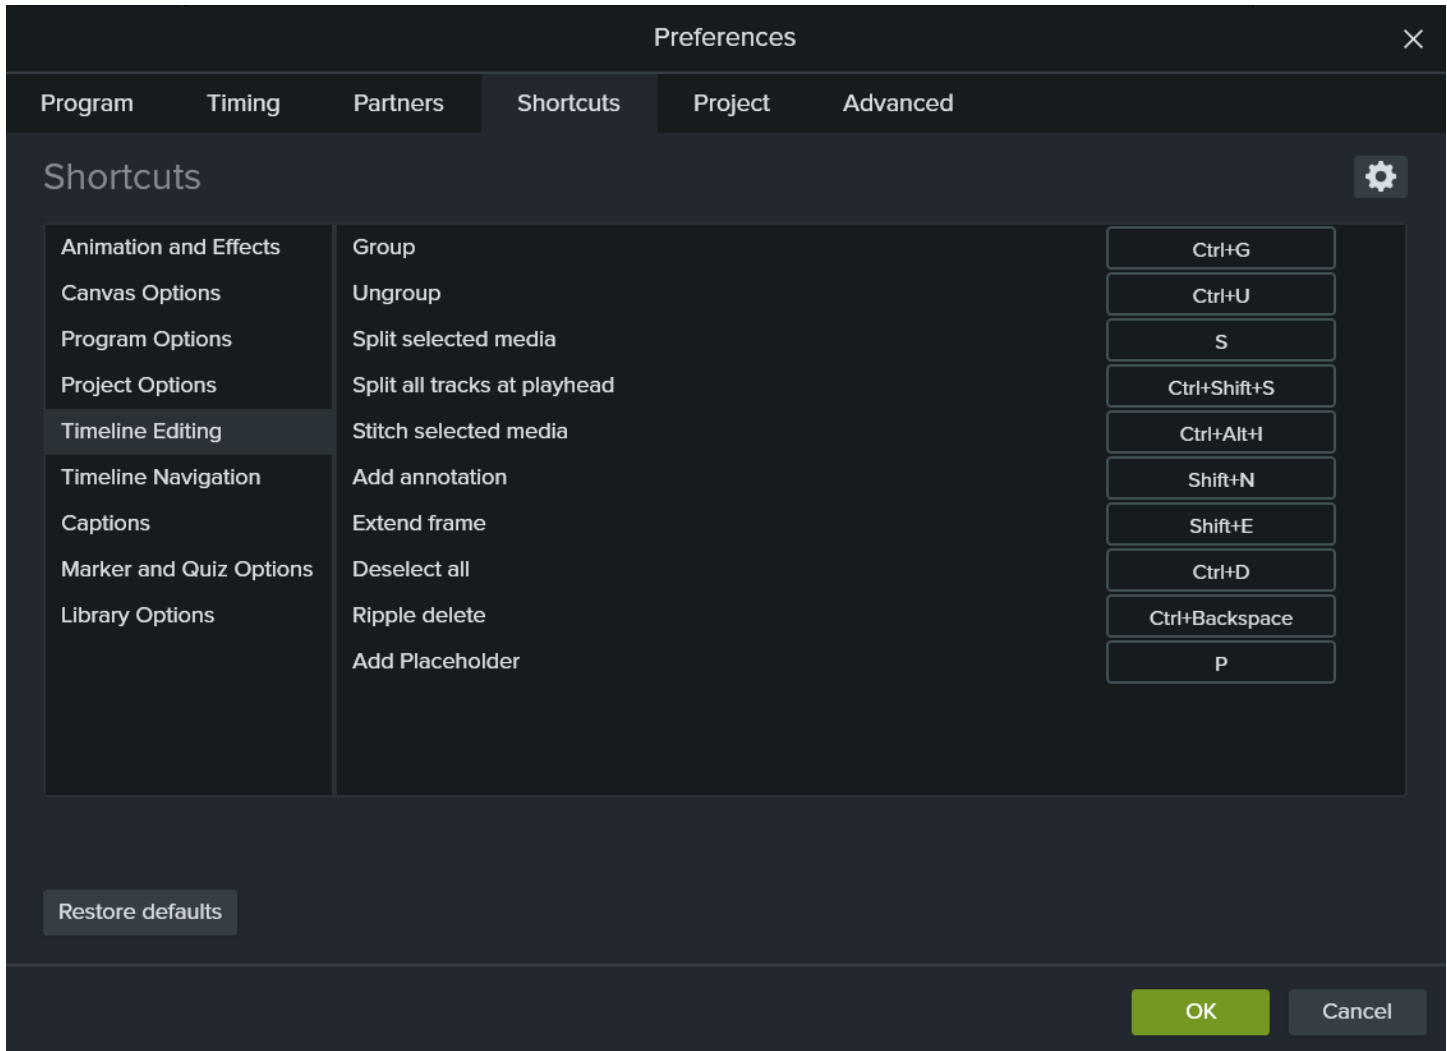 Preferences
Program Timing Partners Shortcuts Project Advanced
Shortcuts
Animation and Effects
Canvas Options
Program Options
Project Options
Timeline Editing
Timeline Navigation
Captions
Marker and Quiz Options
Library Options
Group Ctrl+G
Ungroup Ctrl+U
Split selected media S
Split all tracks at playhead Ctrl+Shift+S
Stitch selected media Ctrl+Alt+I
Add annotation Shift+N
Extend frame Shift+E
Deselect all Ctrl+D
Ripple delete Ctrl+Backspace
Add Placeholder P
Restore defaults
OK Cancel